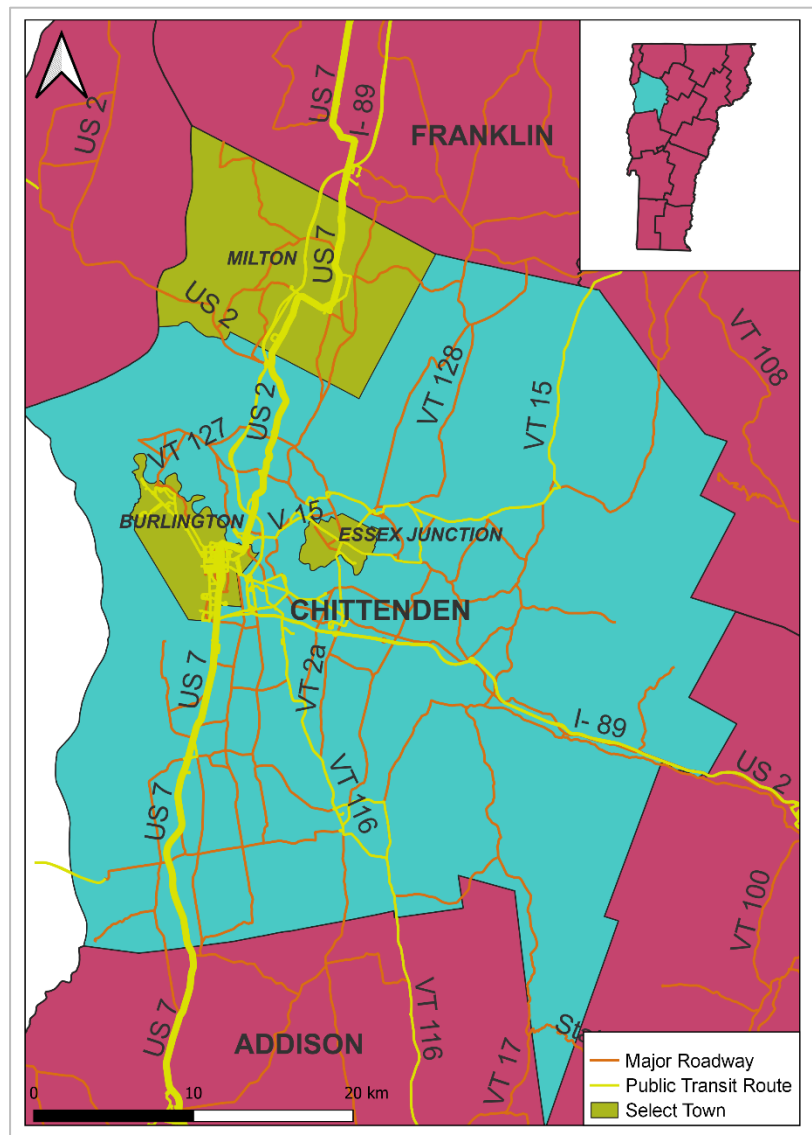 US 7
I- 89
US 2
FRANKLIN
MILTON
US 7
US 2
VT 108
VT 128
US 2
VT 15
VT 127
BURLINGTON
V 15
ESSEX JUNCTION
CHITTENDEN
US 7
VT 2a
I- 89
US 2
VT 116
US 7
VT 100
VT 116
US 7
ADDISON
VT 17
Major Roadway
Public Transit Route
Select Town
0 10 20 km